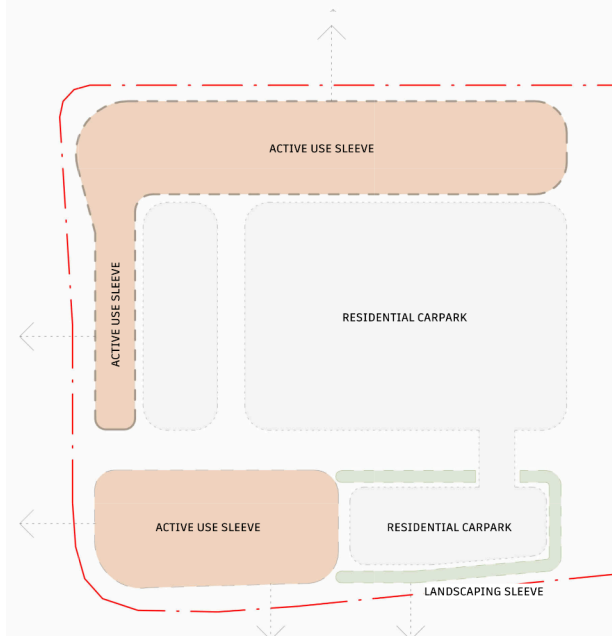 ACTIVE USE SLEEVE
ACTIVE USE SLEEVE
RESIDENTIAL CARPARK
ACTIVE USE SLEEVE
RESIDENTIAL CARPARK
LANDSCAPING SLEEVE